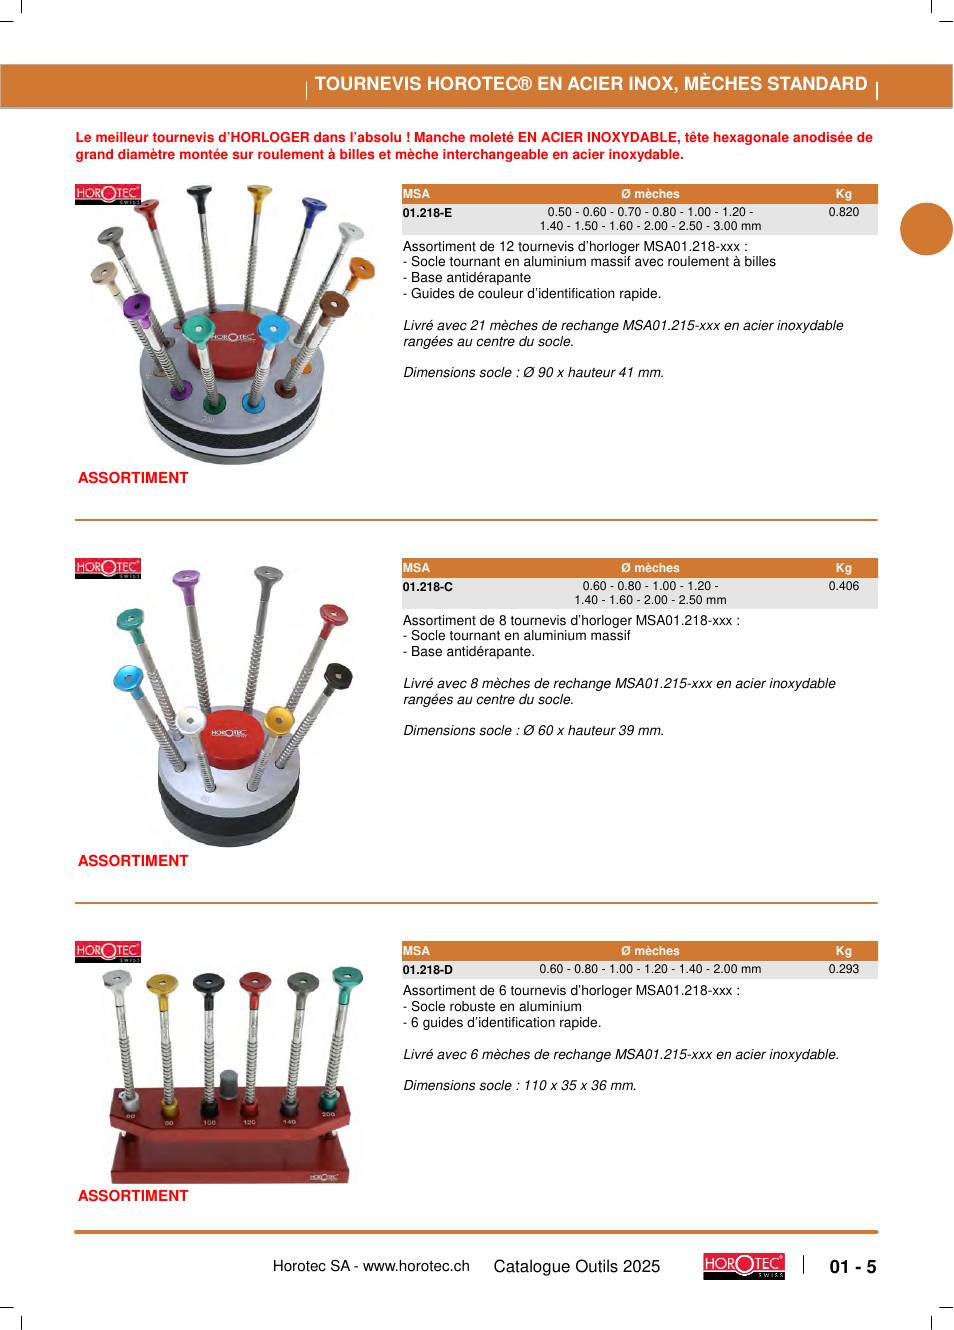 TOURNEVIS HOROTEC® EN ACIER INOX, MÈCHES STANDARD
Le meilleur tournevis d’HORLOGER dans l’absolu ! Manche moleté EN ACIER INOXYDABLE, tête hexagonale anodisée de
grand diamètre montée sur roulement à billes et mèche interchangeable en acier inoxydable.
HOROTEC®
SWISS
HOROTEC
MSA Ø mèches Kg
01.218-E 0.50 - 0.60 - 0.70 - 0.80 - 1.00 - 1.20 - 0.820
1.40 - 1.50 - 1.60 - 2.00 - 2.50 - 3.00 mm
Assortiment de 12 tournevis d’horloger MSA01.218-xxx :
- Socle tournant en aluminium massif avec roulement à billes
- Base antidérapante
- Guides de couleur d’identification rapide.
Livré avec 21 mèches de rechange MSA01.215-xxx en acier inoxydable
rangées au centre du socle.
Dimensions socle : Ø 90 x hauteur 41 mm.
ASSORTIMENT
HOROTEC®
SWISS
HOROTEC
MSA Ø mèches Kg
01.218-C 0.60 - 0.80 - 1.00 - 1.20 - 0.406
1.40 - 1.60 - 2.00 - 2.50 mm
Assortiment de 8 tournevis d’horloger MSA01.218-xxx :
- Socle tournant en aluminium massif
- Base antidérapante.
Livré avec 8 mèches de rechange MSA01.215-xxx en acier inoxydable
rangées au centre du socle.
Dimensions socle : Ø 60 x hauteur 39 mm.
ASSORTIMENT
HOROTEC®
SWISS
60 80 100 120 140 200
HOROTEC
MSA Ø mèches Kg
01.218-D 0.60 - 0.80 - 1.00 - 1.20 - 1.40 - 2.00 mm 0.293
Assortiment de 6 tournevis d’horloger MSA01.218-xxx :
- Socle robuste en aluminium
- 6 guides d’identification rapide.
Livré avec 6 mèches de rechange MSA01.215-xxx en acier inoxydable.
Dimensions socle : 110 x 35 x 36 mm.
ASSORTIMENT
Horotec SA - www.horotec.ch Catalogue Outils 2025 HOROTEC® SWISS 01 - 5